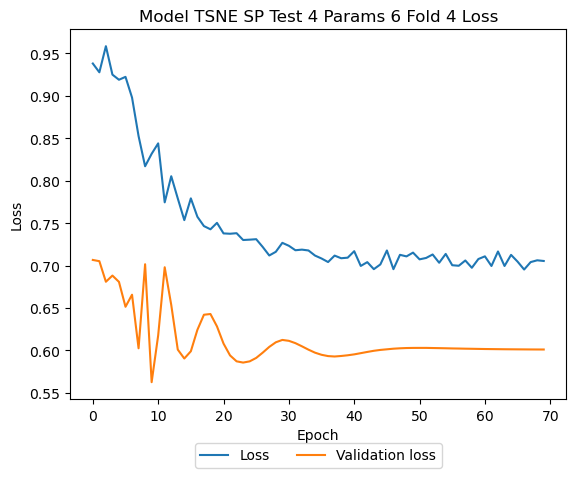 Model TSNE SP Test 4 Params 6 Fold 4 Loss
Loss
0.95
0.90
0.85
0.80
0.75
0.70
0.65
0.60
0.55
0 10 20 30 40 50 60 70
Epoch
Loss Validation loss